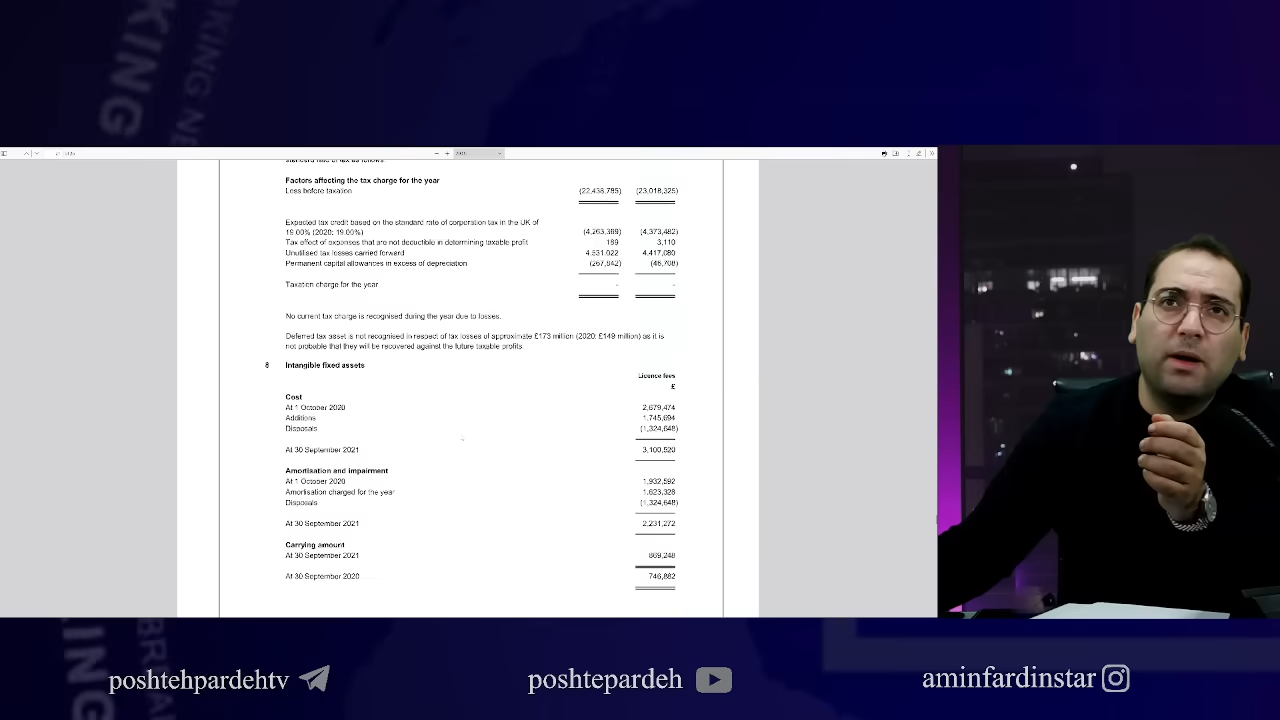 KING
KING NE
Factors affecting the tax charge for the year
Loss before taxation (22,438,785) (23,018,325)
Expected tax credit based on the standard rate of corporation tax in the UK of
19.00% (2020: 19.00%) (4,263,369) (4,373,482)
Tax effect of expenses that are not deductible in determining taxable profit 189 3,110
Unutilised tax losses carried forward 4,531,022 4,417,080
Permanent capital allowances in excess of depreciation (267,842) (46,708)
Taxation charge for the year - -
No current tax charge is recognised during the year due to losses.
Deferred tax asset is not recognised in respect of tax losses of approximate £173 million (2020: £149 million) as it is
not probable that they will be recovered against the future taxable profits.
8 Intangible fixed assets
Licence fees
£
Cost
At 1 October 2020 2,679,474
Additions 1,745,694
Disposals (1,324,648)
At 30 September 2021 3,100,520
Amortisation and impairment
At 1 October 2020 1,932,592
Amortisation charged for the year 1,623,328
Disposals (1,324,648)
At 30 September 2021 2,231,272
Carrying amount
At 30 September 2021 869,248
At 30 September 2020 746,882
KING
BREA
poshtehpardehtv
poshtepardeh
aminfardinstar